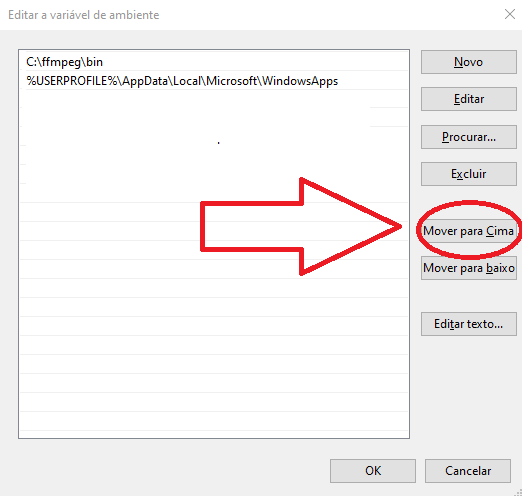 Editar a variável de ambiente
C:\ffmpeg\bin
%USERPROFILE%\AppData\Local\Microsoft\WindowsApps
Novo
Editar
Procurar...
Excluir
Mover para Cima
Mover para baixo
Editar texto...
OK
Cancelar